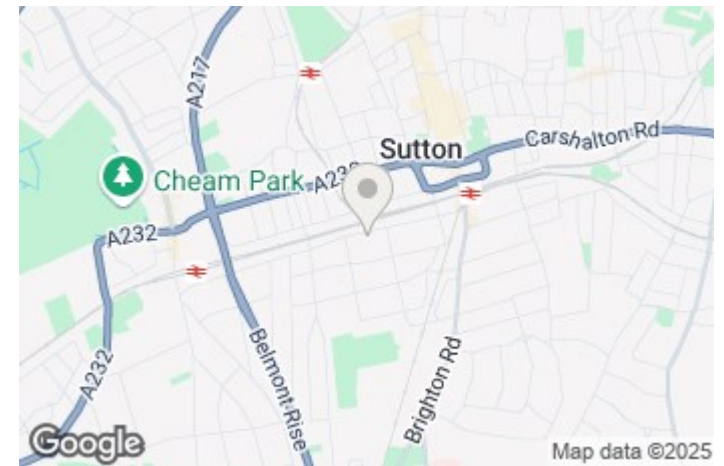 A217
Sutton
Carshalton Rd
Cheam Park
A232
A232
A232
Belmont Rise
Brighton Rd
Google
Map data ©2025